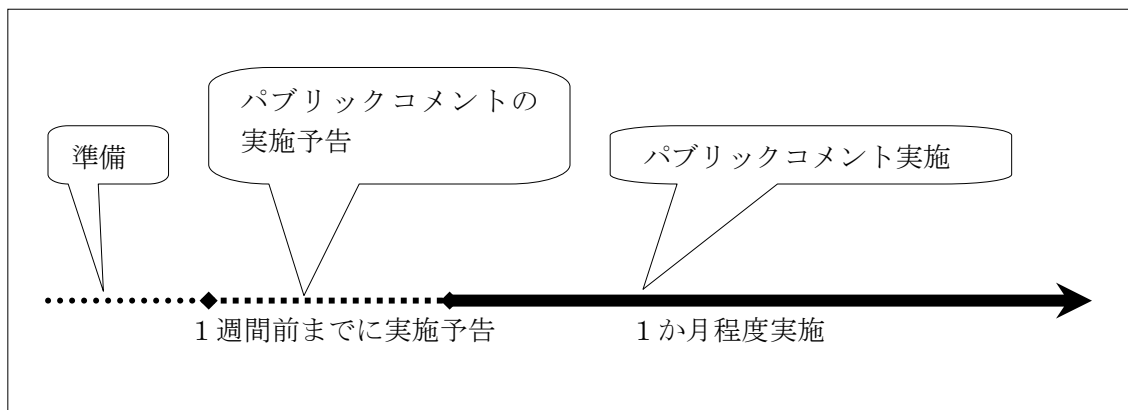 パブリックコメントの
実施予告
準備
パブリックコメント実施
1週間前までに実施予告
1か月程度実施